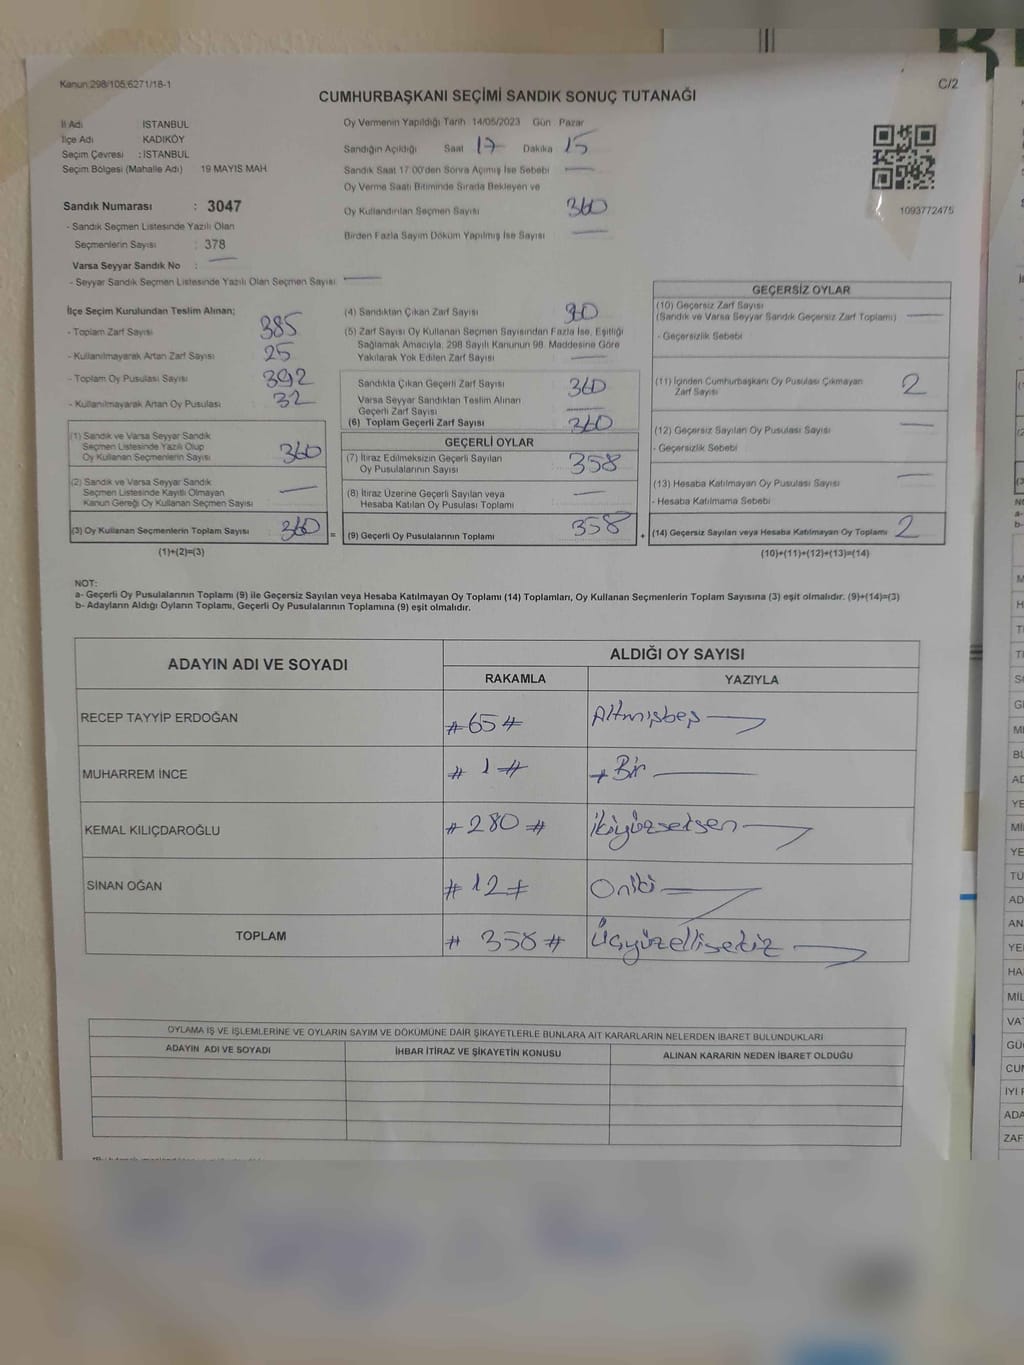 Kanun:298/105,6271/18-1
C/2
CUMHURBAŞKANI SEÇİMİ SANDIK SONUÇ TUTANAĞI
İl Adı İSTANBUL
İlçe Adı KADIKÖY
Seçim Çevresi : İSTANBUL
Seçim Bölgesi (Mahalle Adı) 19 MAYIS MAH
Sandık Numarası : 3047
- Sandık Seçmen Listesinde Yazılı Olan
Seçmenlerin Sayısı : 378
Varsa Seyyar Sandık No : —
- Seyyar Sandık Seçmen Listesinde Yazılı Olan Seçmen Sayısı: —
Oy Vermenin Yapıldığı Tarih 14/05/2023 Gün Pazar
Sandığın Açıldığı Saat 17 Dakika 15
Sandık Saat 17:00'den Sonra Açımış İse Sebebi —
Oy Verme Saati Bitiminde Sırada Bekleyen ve
Oy Kullandırılan Seçmen Sayısı 360
Birden Fazla Sayım Döküm Yapılmış İse Sayısı —
1093772475
İlçe Seçim Kurulundan Teslim Alınan;
- Toplam Zarf Sayısı 385
- Kullanılmayarak Artan Zarf Sayısı 25
- Toplam Oy Pusulası Sayısı 392
- Kullanılmayarak Artan Oy Pusulası 32
(1) Sandık ve Varsa Seyyar Sandık
Seçmen Listesinde Yazılı Olup
Oy Kullanan Seçmenlerin Sayısı 360
(2) Sandık ve Varsa Seyyar Sandık
Seçmen Listesinde Kayıtlı Olmayan
Kanun Gereği Oy Kullanan Seçmen Sayısı —
(3) Oy Kullanan Seçmenlerin Toplam Sayısı 360
(1)+(2)=(3)
(4) Sandıktan Çıkan Zarf Sayısı
(5) Zarf Sayısı Oy Kullanan Seçmen Sayısından Fazla İse, Eşitliği
Sağlamak Amacıyla, 298 Sayılı Kanunun 98. Maddesine Göre
Yakılarak Yok Edilen Zarf Sayısı —
Sandıkta Çıkan Geçerli Zarf Sayısı 360
Varsa Seyyar Sandıktan Teslim Alınan
Geçerli Zarf Sayısı
(6) Toplam Geçerli Zarf Sayısı 360
GEÇERLİ OYLAR
(7) İtiraz Edilmeksizin Geçerli Sayılan
Oy Pusulalarının Sayısı 358
(8) İtiraz Üzerine Geçerli Sayılan veya
Hesaba Katılan Oy Pusulası Toplamı —
= (9) Geçerli Oy Pusulalarının Toplamı 358
GEÇERSİZ OYLAR
(10) Geçersiz Zarf Sayısı
(Sandık ve Varsa Seyyar Sandık Geçersiz Zarf Toplamı) —
- Geçersizlik Sebebi
(11) İçinden Cumhurbaşkanı Oy Pusulası Çıkmayan
Zarf Sayısı 2
(12) Geçersiz Sayılan Oy Pusulası Sayısı —
- Geçersizlik Sebebi
(13) Hesaba Katılmayan Oy Pusulası Sayısı —
- Hesaba Katılmama Sebebi
+ (14) Geçersiz Sayılan veya Hesaba Katılmayan Oy Toplamı 2
(10)+(11)+(12)+(13)=(14)
NOT:
a- Geçerli Oy Pusulalarının Toplamı (9) ile Geçersiz Sayılan veya Hesaba Katılmayan Oy Toplamı (14) Toplamları, Oy Kullanan Seçmenlerin Toplam Sayısına (3) eşit olmalıdır. (9)+(14)=(3)
b- Adayların Aldığı Oyların Toplamı, Geçerli Oy Pusulalarının Toplamına (9) eşit olmalıdır.
ADAYIN ADI VE SOYADI ALDIĞI OY SAYISI
RAKAMLA YAZIYLA
RECEP TAYYİP ERDOĞAN #65# Altmışbeş
MUHARREM İNCE #1# Bir
KEMAL KILIÇDAROĞLU #280# ikiyüzseksen
SİNAN OĞAN #12# Oniki
TOPLAM #358# Üçyüzellisekiz
OYLAMA İŞ VE İŞLEMLERİNE VE OYLARIN SAYIM VE DÖKÜMÜNE DAİR ŞİKAYETLERLE BUNLARA AİT KARARLARIN NELERDEN İBARET BULUNDUKLARI
ADAYIN ADI VE SOYADI İHBAR İTİRAZ VE ŞİKAYETİN KONUSU ALINAN KARARIN NEDEN İBARET OLDUĞU